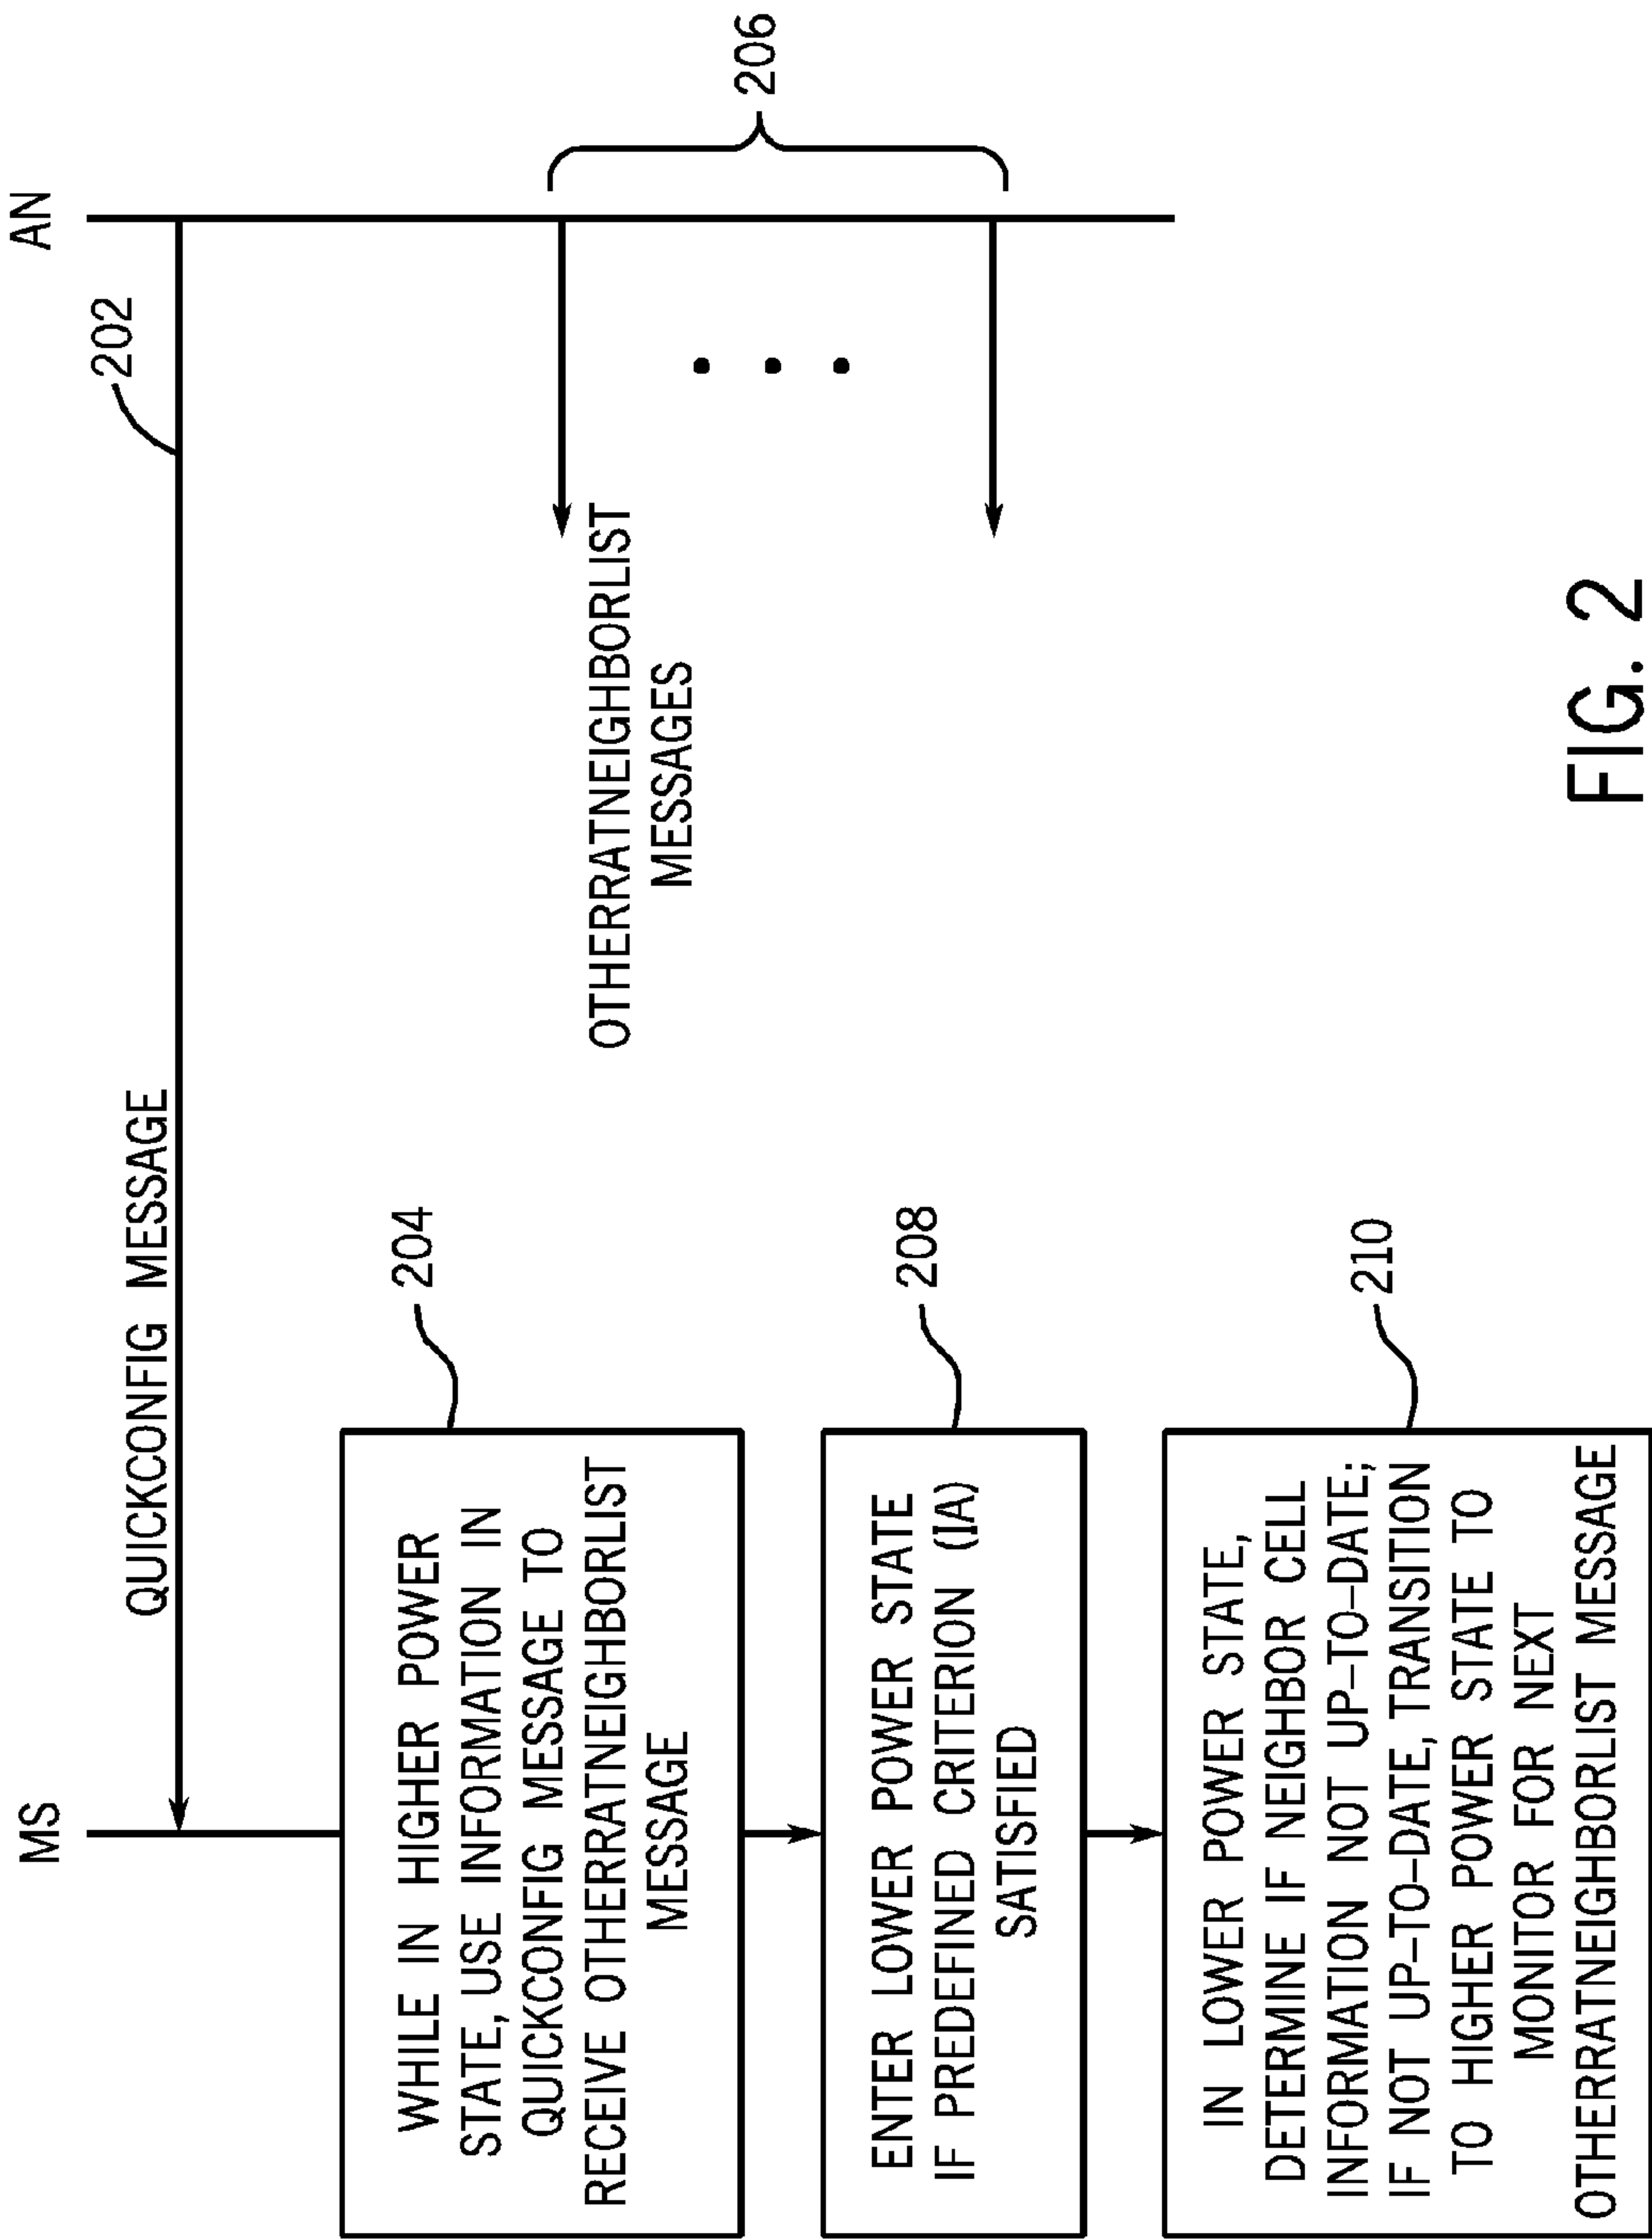 MS
AN
QUICKCONFIG MESSAGE
202
204
WHILE IN HIGHER POWER
STATE, USE INFORMATION IN
QUICKCONFIG MESSAGE TO
RECEIVE OTHERRATNEIGHBORLIST
MESSAGE
OTHERRATNEIGHBORLIST
MESSAGES
206
208
ENTER LOWER POWER STATE
IF PREDEFINED CRITERION (IA)
SATISFIED
210
IN LOWER POWER STATE,
DETERMINE IF NEIGHBOR CELL
INFORMATION NOT UP-TO-DATE;
IF NOT UP-TO-DATE, TRANSITION
TO HIGHER POWER STATE TO
MONITOR FOR NEXT
OTHERRATNEIGHBORLIST MESSAGE
FIG. 2